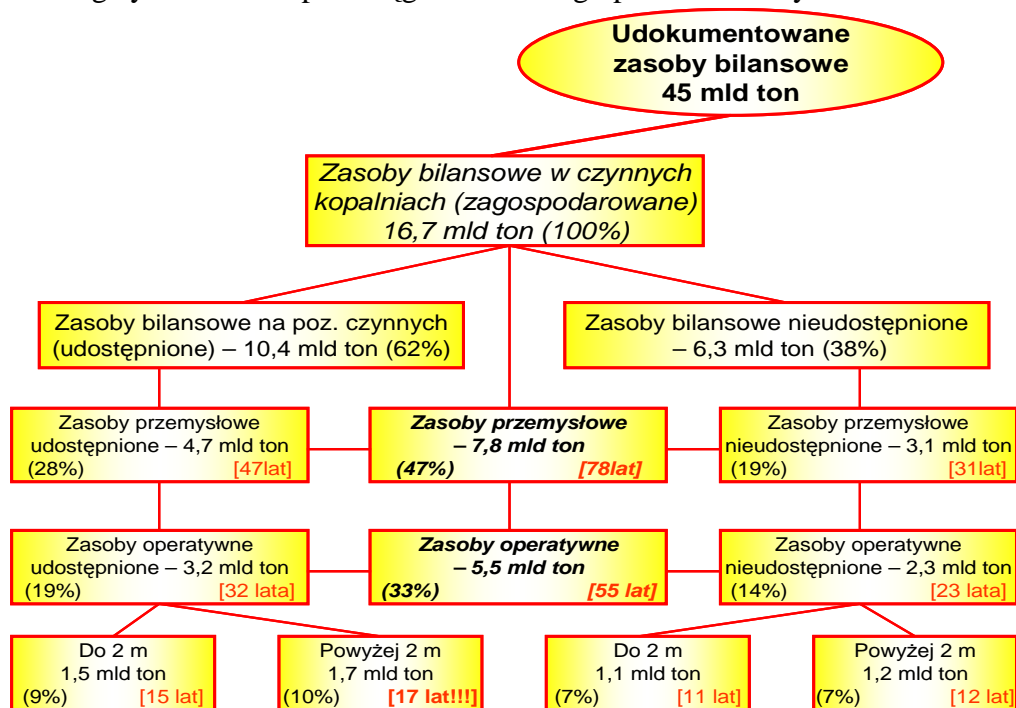 Udokumentowane
zasoby bilansowe
45 mld ton
Zasoby bilansowe w czynnych
kopalniach (zagospodarowane)
16,7 mld ton (100%)
Zasoby bilansowe na poz. czynnych
(udostępnione) – 10,4 mld ton (62%)
Zasoby bilansowe nieudostępnione
– 6,3 mld ton (38%)
Zasoby przemysłowe
udostępnione – 4,7 mld ton
(28%) [47lat]
Zasoby przemysłowe
– 7,8 mld ton
(47%) [78lat]
Zasoby przemysłowe
nieudostępnione – 3,1 mld ton
(19%) [31lat]
Zasoby operatywne
udostępnione – 3,2 mld ton
(19%) [32 lata]
Zasoby operatywne
– 5,5 mld ton
(33%) [55 lat]
Zasoby operatywne
nieudostępnione – 2,3 mld ton
(14%) [23 lata]
Do 2 m
1,5 mld ton
(9%) [15 lat]
Powyżej 2 m
1,7 mld ton
(10%) [17 lat!!!]
Do 2 m
1,1 mld ton
(7%) [11 lat]
Powyżej 2 m
1,2 mld ton
(7%) [12 lat]